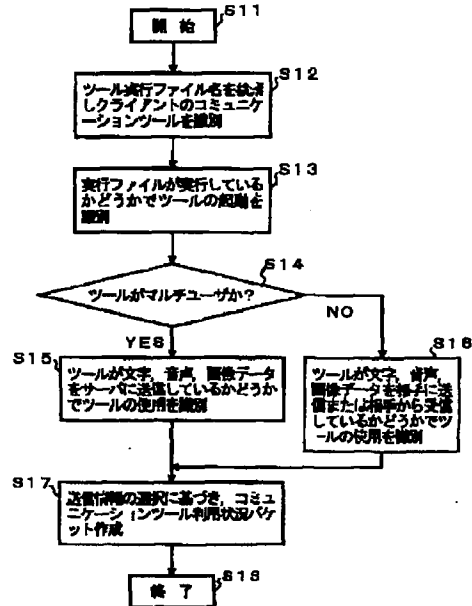 S11
開 始
S12
ツール実行ファイル名を検索
しクライアントのコミュニケ
ーションツールを識別
S13
実行ファイルが実行している
かどうかでツールの起動を
識別
S14
ツールがマルチユーザか?
YES
NO
S15
ツールが文字，音声，画像データ
をサーバに送信しているかどうか
でツールの使用を識別
S16
ツールが文字，音声，
画像データを相手に送
信または相手から受信
しているかどうかでツ
ールの使用を識別
S17
送信情報の選択に基づき，コミュ
ニケーションツール利用状況パケ
ット作成
S18
終 了